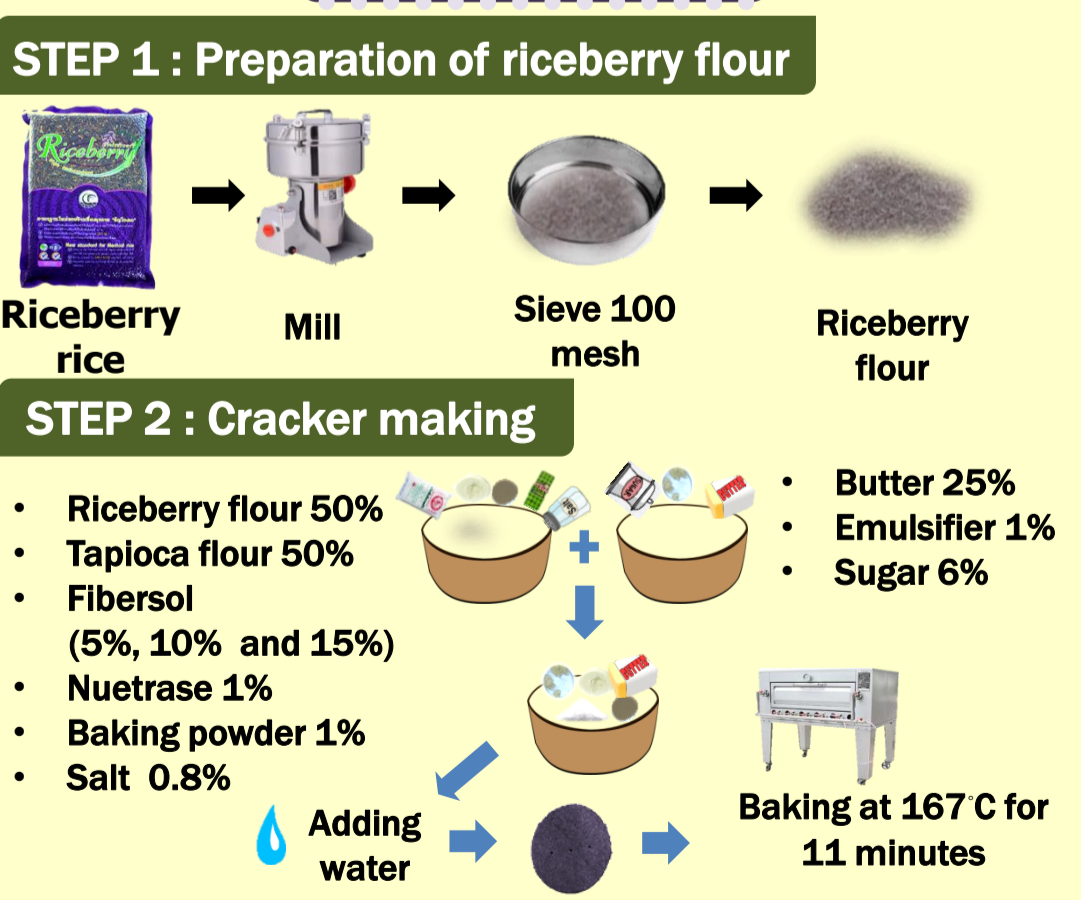 STEP 1 : Preparation of riceberry flour
Riceberry
Riceberry
rice
Mill
Sieve 100
mesh
Riceberry
flour
STEP 2 : Cracker making
• Riceberry flour 50%
• Tapioca flour 50%
• Fibersol
(5%, 10% and 15%)
• Nuetrase 1%
• Baking powder 1%
• Salt 0.8%
SUGAR
BUTTER
• Butter 25%
• Emulsifier 1%
• Sugar 6%
BUTTER
Adding
water
Baking at 167°C for
11 minutes